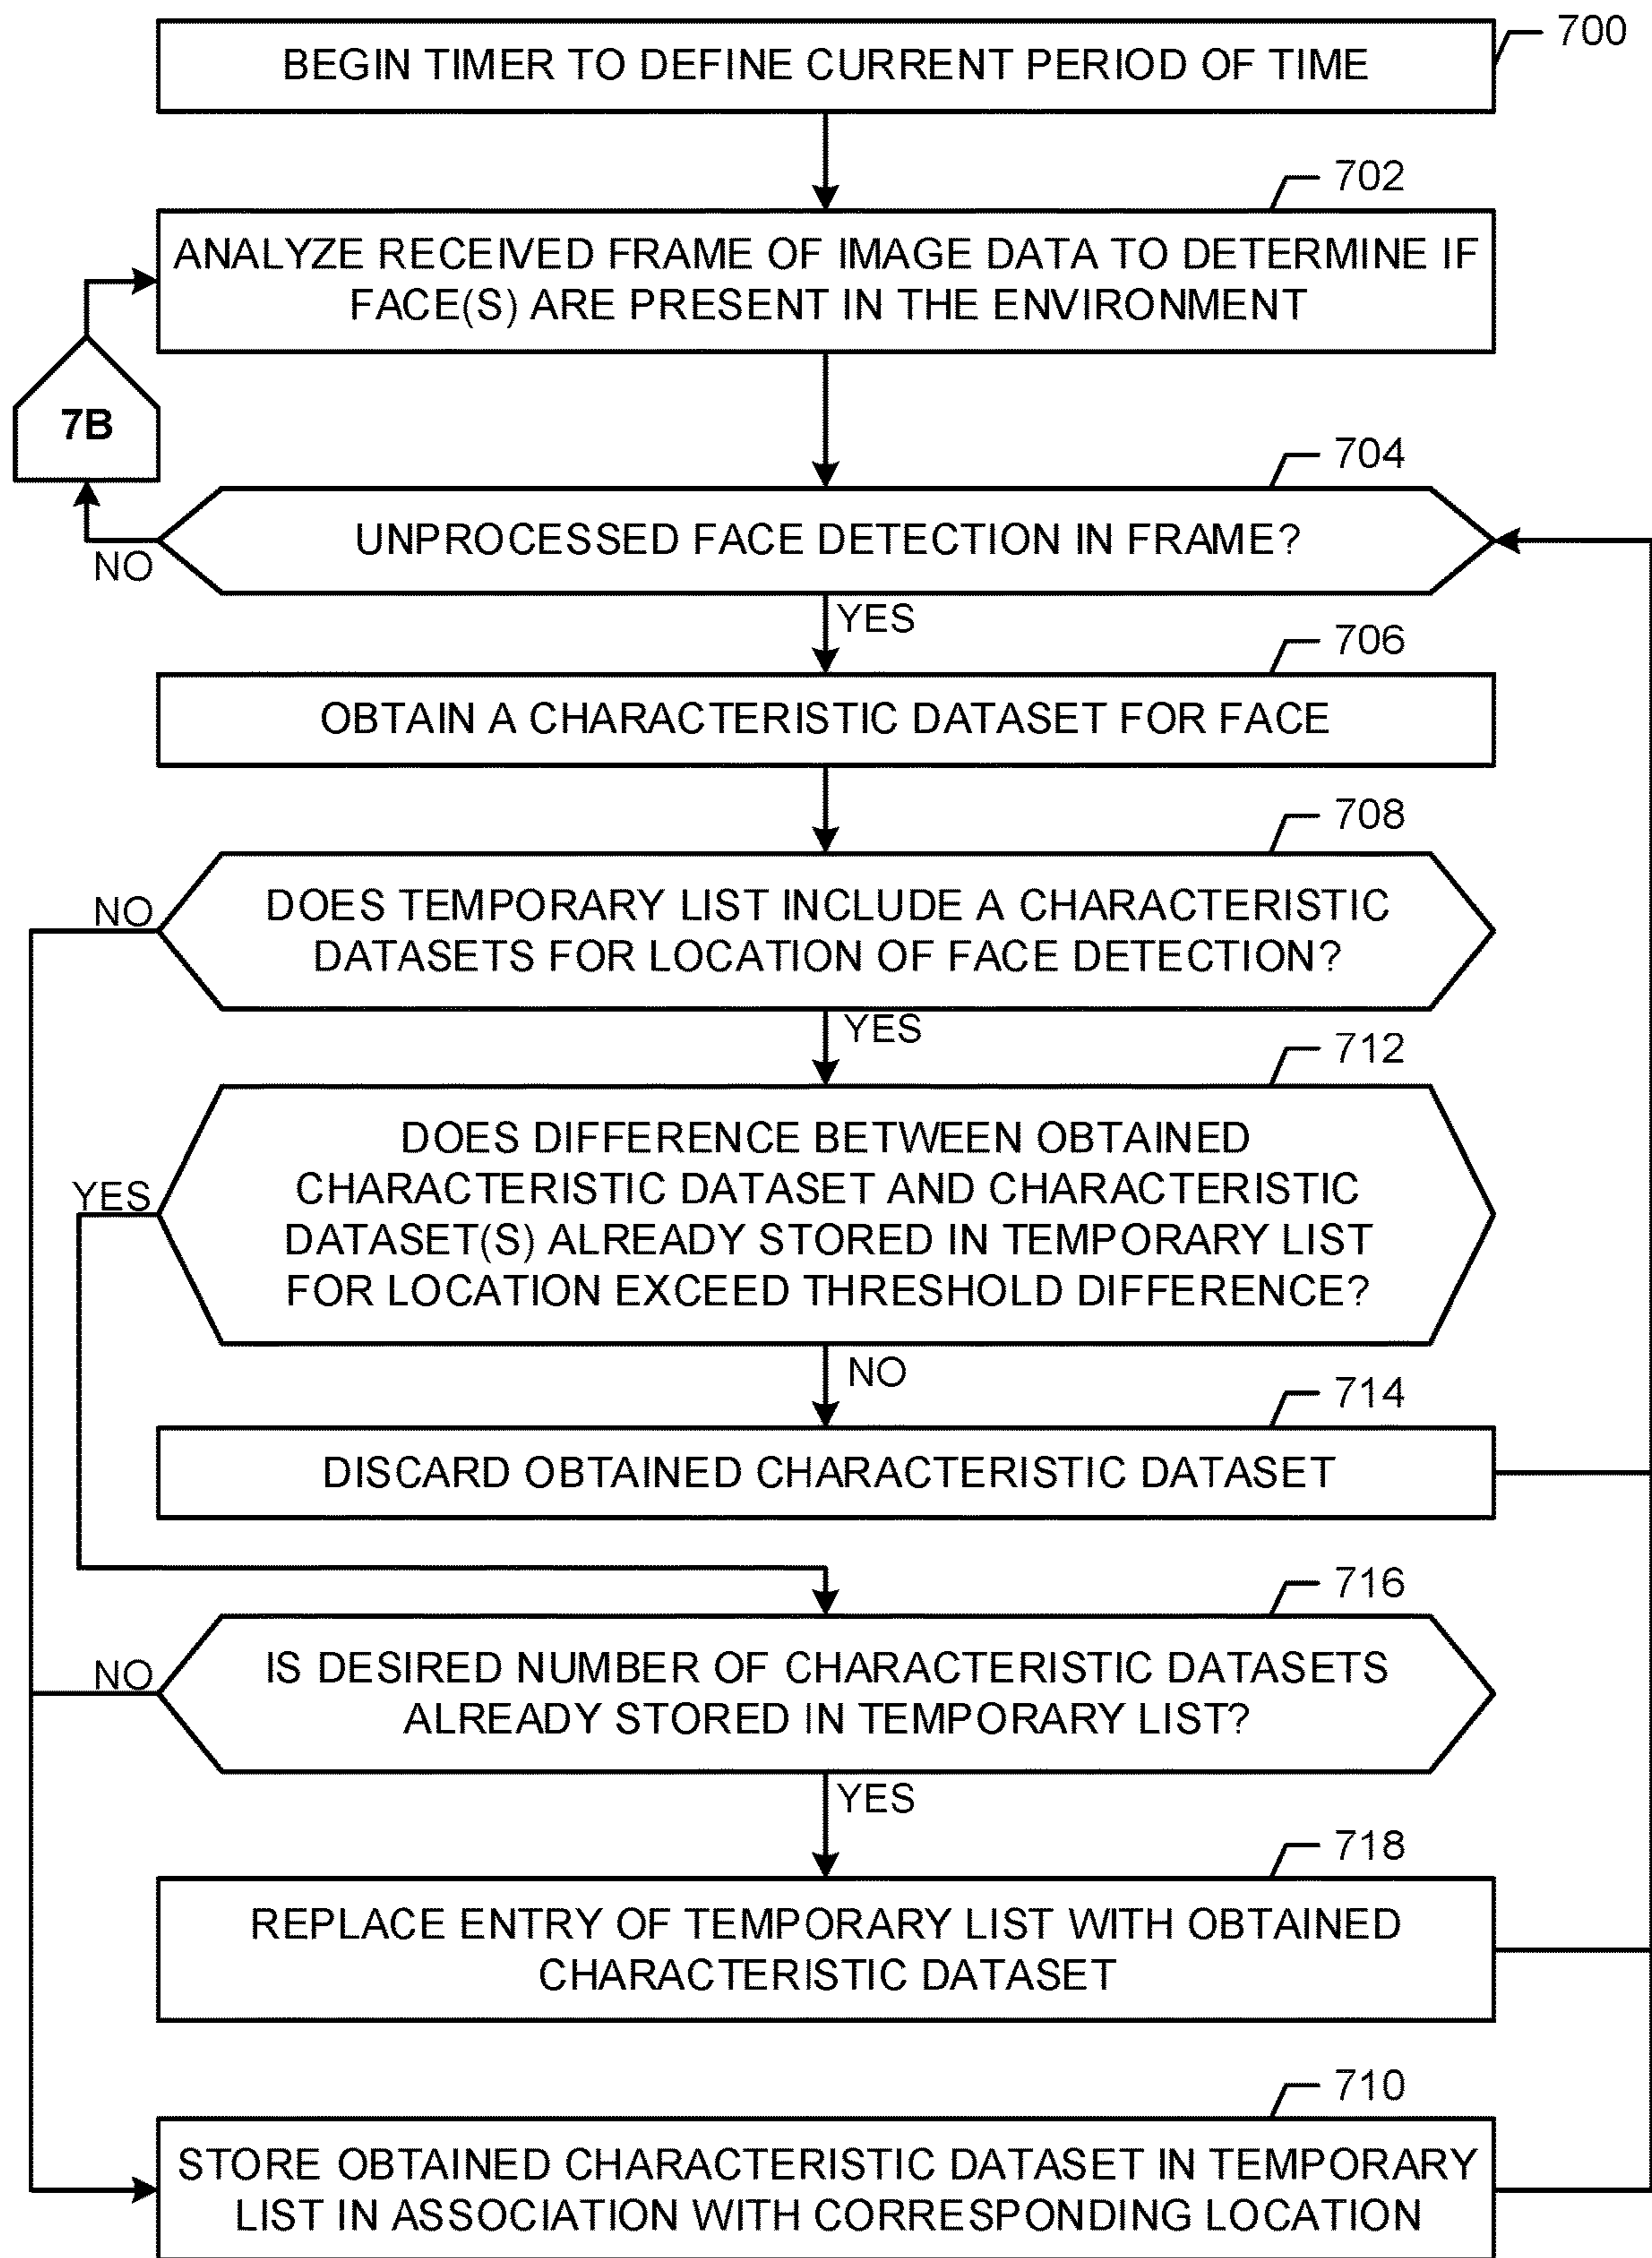 700
BEGIN TIMER TO DEFINE CURRENT PERIOD OF TIME
702
ANALYZE RECEIVED FRAME OF IMAGE DATA TO DETERMINE IF
FACE(S) ARE PRESENT IN THE ENVIRONMENT
7B
704
UNPROCESSED FACE DETECTION IN FRAME?
NO
YES
706
OBTAIN A CHARACTERISTIC DATASET FOR FACE
708
NO
DOES TEMPORARY LIST INCLUDE A CHARACTERISTIC
DATASETS FOR LOCATION OF FACE DETECTION?
YES
712
DOES DIFFERENCE BETWEEN OBTAINED
CHARACTERISTIC DATASET AND CHARACTERISTIC
YES
DATASET(S) ALREADY STORED IN TEMPORARY LIST
FOR LOCATION EXCEED THRESHOLD DIFFERENCE?
NO
714
DISCARD OBTAINED CHARACTERISTIC DATASET
716
NO
IS DESIRED NUMBER OF CHARACTERISTIC DATASETS
ALREADY STORED IN TEMPORARY LIST?
YES
718
REPLACE ENTRY OF TEMPORARY LIST WITH OBTAINED
CHARACTERISTIC DATASET
710
STORE OBTAINED CHARACTERISTIC DATASET IN TEMPORARY
LIST IN ASSOCIATION WITH CORRESPONDING LOCATION